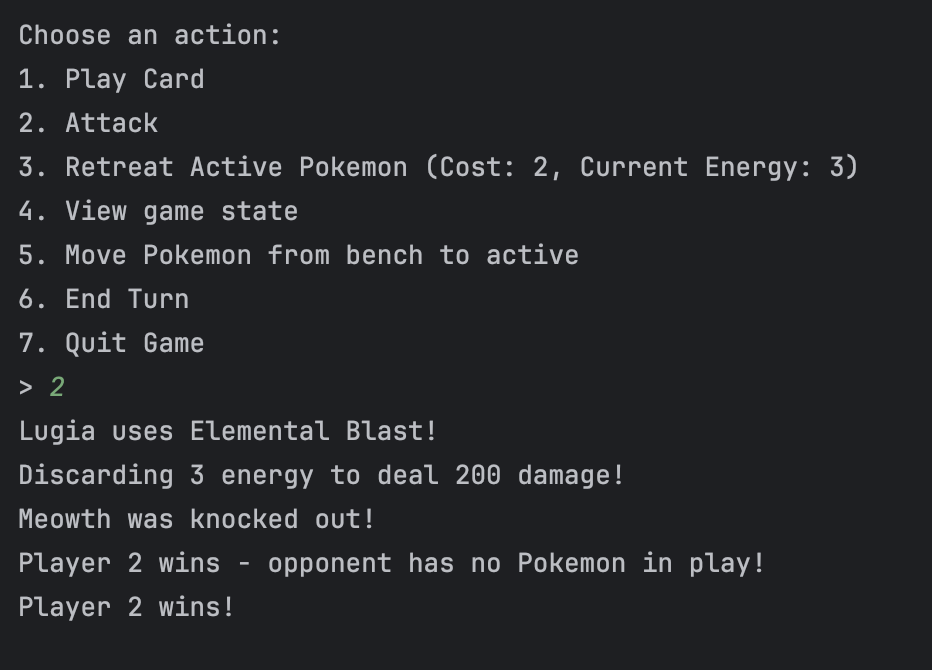 Choose an action:
1. Play Card
2. Attack
3. Retreat Active Pokemon (Cost: 2, Current Energy: 3)
4. View game state
5. Move Pokemon from bench to active
6. End Turn
7. Quit Game
> 2
Lugia uses Elemental Blast!
Discarding 3 energy to deal 200 damage!
Meowth was knocked out!
Player 2 wins - opponent has no Pokemon in play!
Player 2 wins!